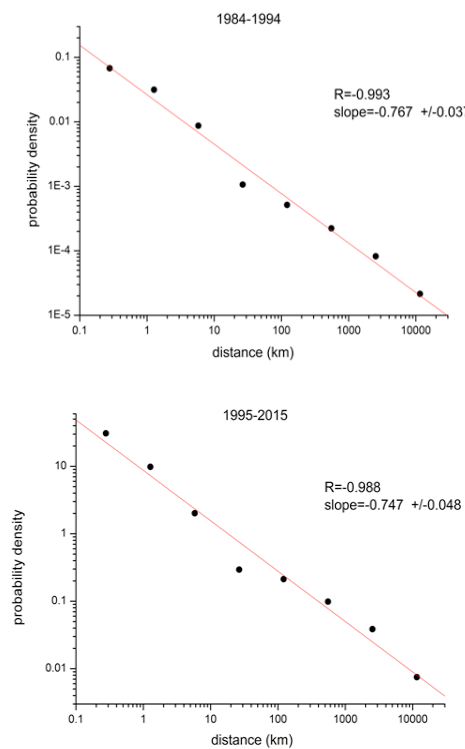 1984-1994
0.1
0.01
1E-3
1E-4
1E-5
probability density
R=-0.993
slope=-0.767 +/-0.037
0.1 1 10 100 1000 10000
distance (km)
1995-2015
10
1
0.1
0.01
probability density
R=-0.988
slope=-0.747 +/-0.048
0.1 1 10 100 1000 10000
distance (km)